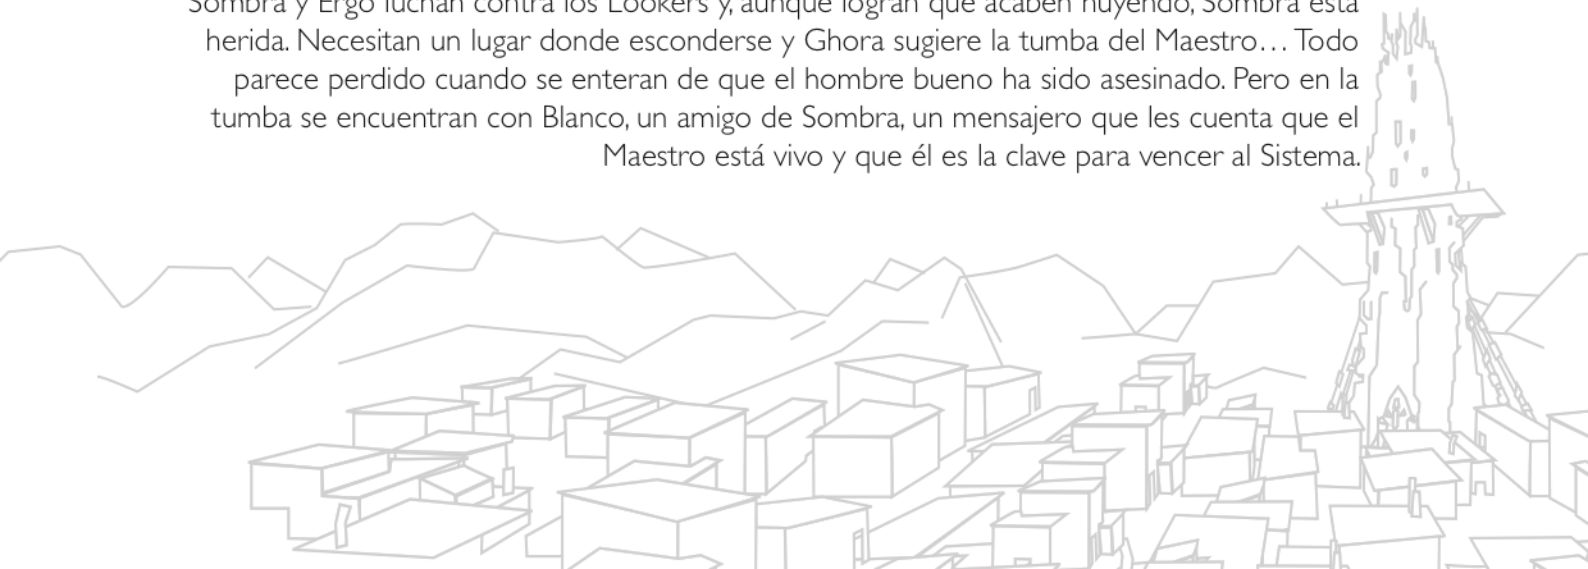 Sombra y Ergo luchan contra los Lookers y, aunque logran que acaben huyendo, Sombra está
herida. Necesitan un lugar donde esconderse y Ghora sugiere la tumba del Maestro… Todo
parece perdido cuando se enteran de que el hombre bueno ha sido asesinado. Pero en la
tumba se encuentran con Blanco, un amigo de Sombra, un mensajero que les cuenta que el
Maestro está vivo y que él es la clave para vencer al Sistema.